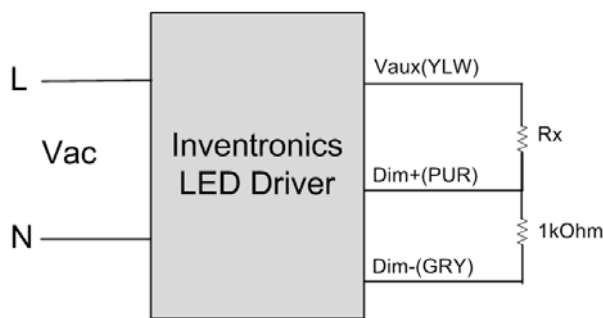 L
Vac
N
Inventronics
LED Driver
Vaux(YLW)
Rx
Dim+(PUR)
1kOhm
Dim-(GRY)